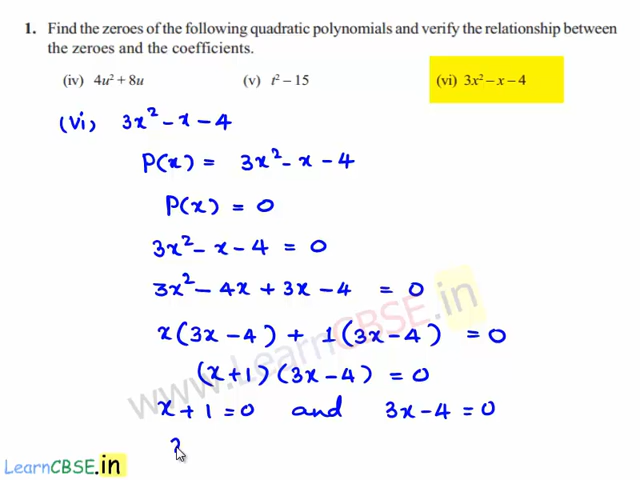 1. Find the zeroes of the following quadratic polynomials and verify the relationship between
the zeroes and the coefficients.
(iv) 4u² + 8u (v) t² – 15 (vi) 3x² – x – 4
(vi) 3x² – x – 4
P(x) = 3x² – x – 4
P(x) = 0
3x² – x – 4 = 0
3x² – 4x + 3x – 4 = 0
x(3x – 4) + 1(3x – 4) = 0
(x + 1)(3x – 4) = 0
x + 1 = 0 and 3x – 4 = 0
www.LearnCBSE.in
LearnCBSE.in